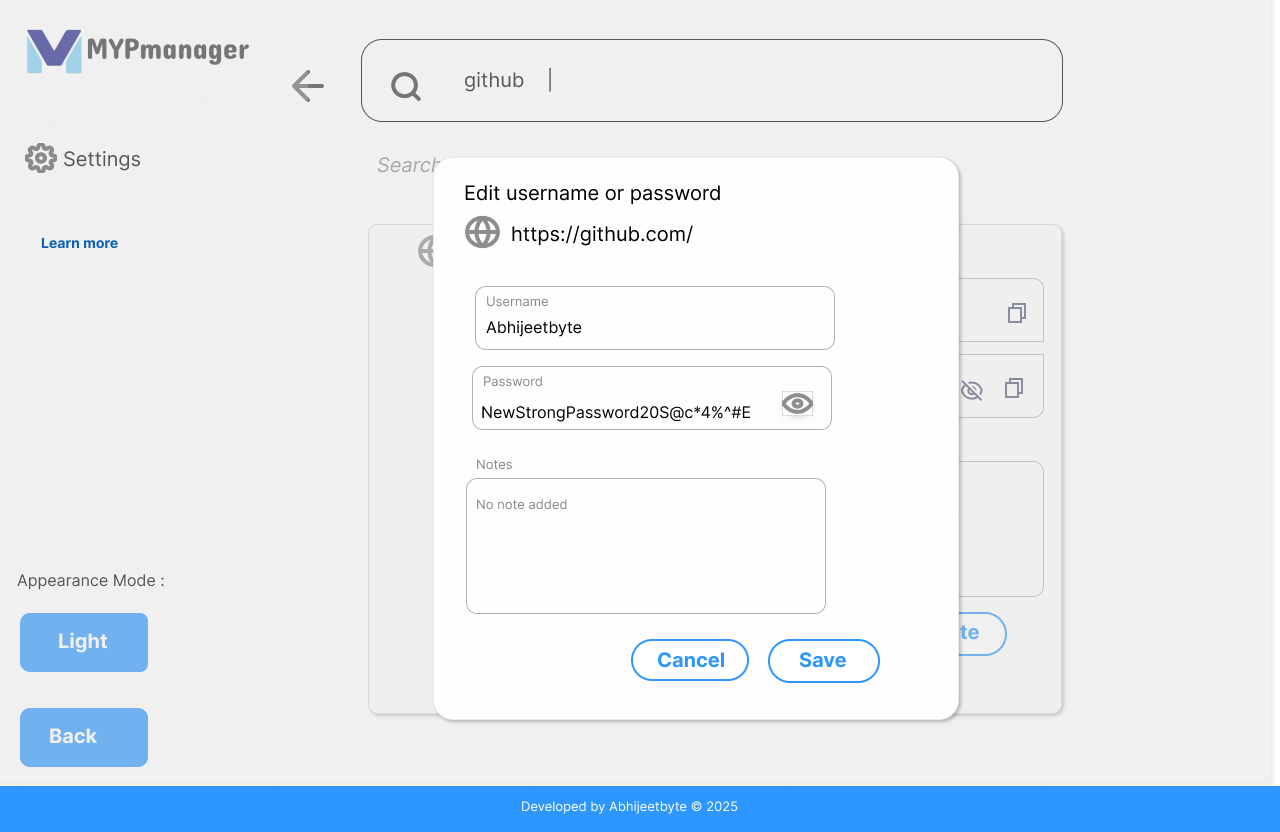 MYPmanager
github |
Settings
Search
Learn more
Edit username or password
https://github.com/
Username
Abhijeetbyte
Password
NewStrongPassword20S@c*4%^#E
Notes
No note added
Cancel
Save
te
Appearance Mode :
Light
Back
Developed by Abhijeetbyte © 2025